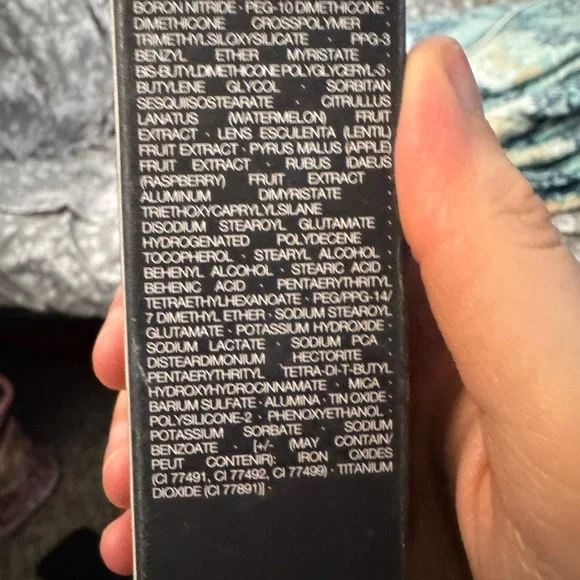 BORON NITRIDE · PEG-10 DIMETHICONE ·
DIMETHICONE CROSSPOLYMER ·
TRIMETHYLSILOXYSILICATE · PPG-3
BENZYL ETHER MYRISTATE ·
BIS-BUTYLDIMETHICONE POLYGLYCERYL-3 ·
BUTYLENE GLYCOL · SORBITAN
SESQUIISOSTEARATE · CITRULLUS
LANATUS (WATERMELON) FRUIT
EXTRACT · LENS ESCULENTA (LENTIL)
FRUIT EXTRACT · PYRUS MALUS (APPLE)
FRUIT EXTRACT · RUBUS IDAEUS
(RASPBERRY) FRUIT EXTRACT ·
ALUMINUM DIMYRISTATE ·
TRIETHOXYCAPRYLYLSILANE ·
DISODIUM STEAROYL GLUTAMATE ·
HYDROGENATED POLYDECENE ·
TOCOPHEROL · STEARYL ALCOHOL ·
BEHENYL ALCOHOL · STEARIC ACID ·
BEHENIC ACID · PENTAERYTHRITYL
TETRAETHYLHEXANOATE · PEG/PPG-14/
7 DIMETHYL ETHER · SODIUM STEAROYL
GLUTAMATE · POTASSIUM HYDROXIDE ·
SODIUM LACTATE · SODIUM PCA ·
DISTEARDIMONIUM HECTORITE ·
PENTAERYTHRITYL TETRA-DI-T-BUTYL
HYDROXYHYDROCINNAMATE · MICA ·
BARIUM SULFATE · ALUMINA · TIN OXIDE ·
POLYSILICONE-2 · PHENOXYETHANOL ·
POTASSIUM SORBATE · SODIUM
BENZOATE · [+/- (MAY CONTAIN/
PEUT CONTENIR): IRON OXIDES
(CI 77491, CI 77492, CI 77499) · TITANIUM
DIOXIDE (CI 77891)] ·